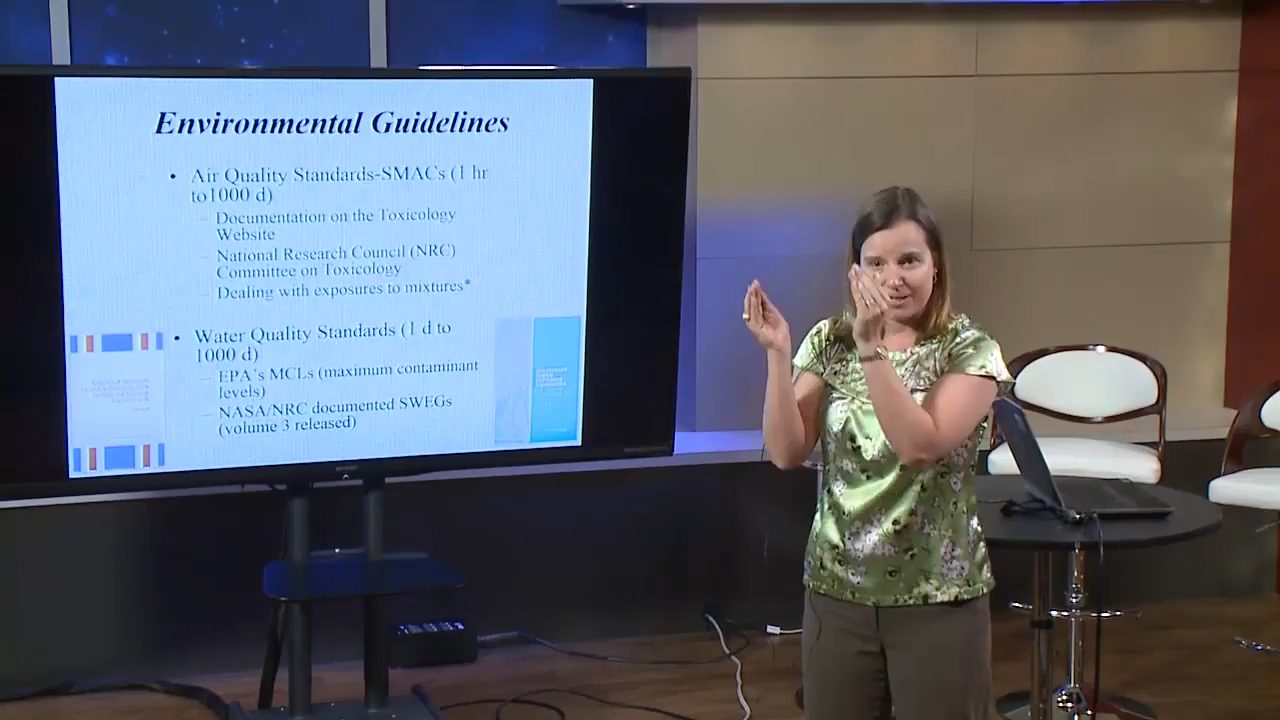 Environmental Guidelines
• Air Quality Standards-SMACs (1 hr
to1000 d)
– Documentation on the Toxicology
Website
– National Research Council (NRC)
Committee on Toxicology
– Dealing with exposures to mixtures*
• Water Quality Standards (1 d to
1000 d)
– EPA's MCLs (maximum contaminant
levels)
– NASA/NRC documented SWEGs
(volume 3 released)